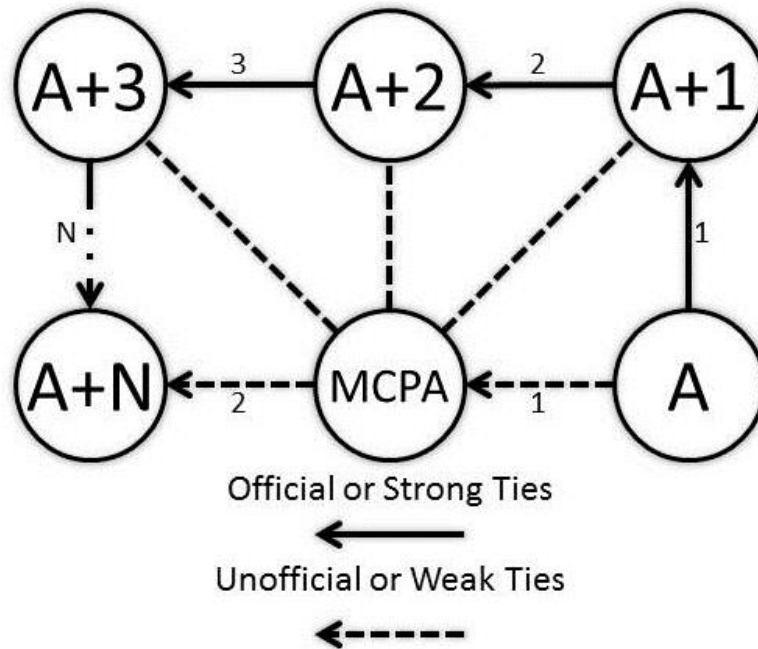 A+3
3
A+2
2
A+1
N
1
A+N
2
MCPA
1
A
Official or Strong Ties
Unofficial or Weak Ties